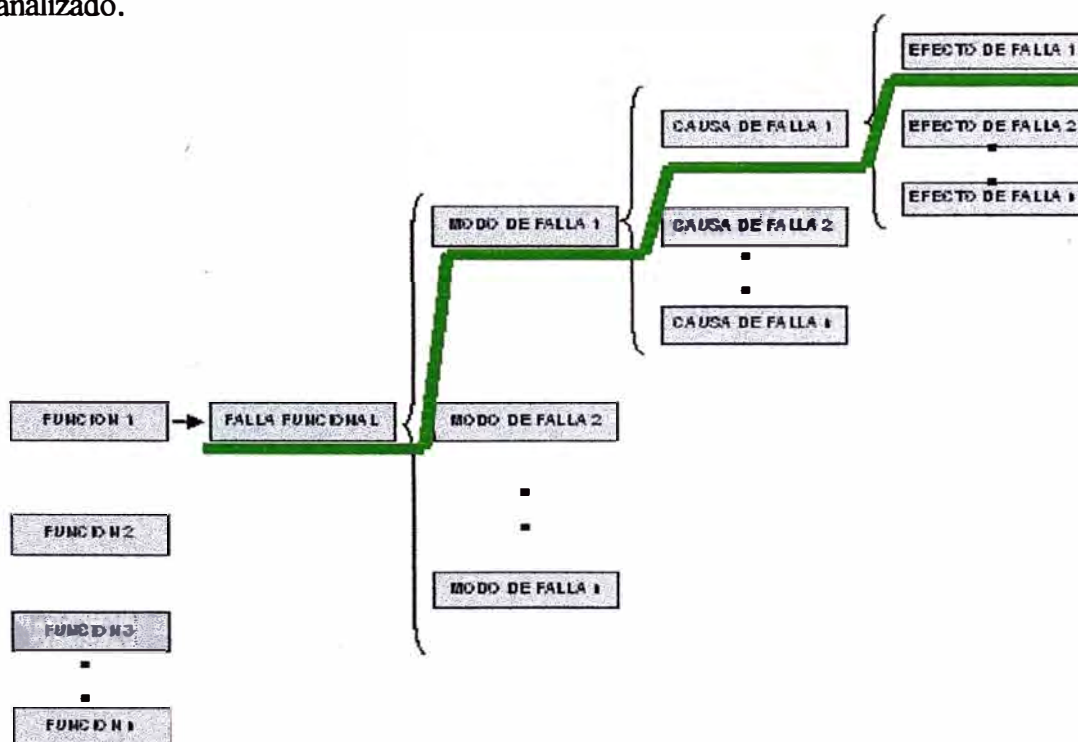 analizado.
EFECTO DE FALLA 1
EFECTO DE FALLA 2
EFECTO DE FALLA n
CAUSA DE FALLA 1
CAUSA DE FALLA 2
CAUSA DE FALLA n
MODO DE FALLA 1
MODO DE FALLA 2
MODO DE FALLA n
FUNCION 1
FALLA FUNCIONAL
FUNCION 2
FUNCION 3
FUNCION n